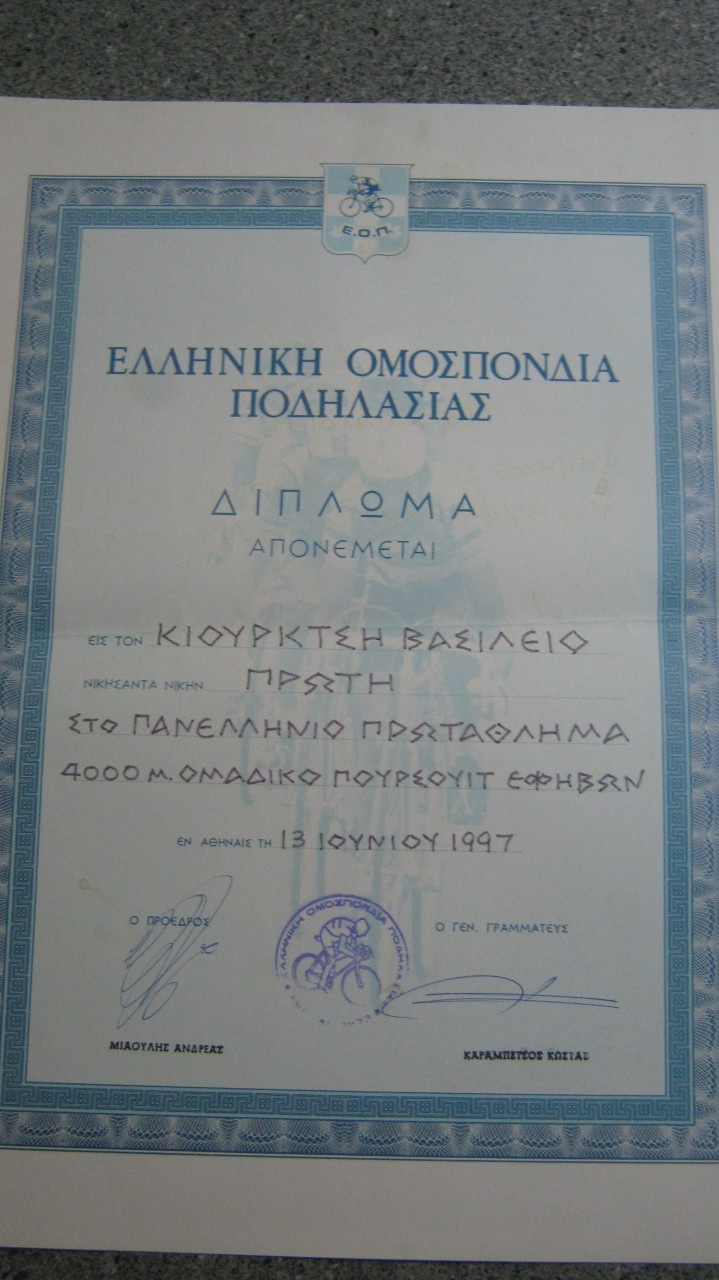 Ε.Ο.Π.
ΕΛΛΗΝΙΚΗ ΟΜΟΣΠΟΝΔΙΑ
ΠΟΔΗΛΑΣΙΑΣ
ΔΙΠΛΩΜΑ
ΑΠΟΝΕΜΕΤΑΙ
ΕΙΣ ΤΟΝ ΚΙΟΥΡΚΤΣΗ ΒΑΣΙΛΕΙΟ
ΝΙΚΗΣΑΝΤΑ ΝΙΚΗΝ ΠΡΩΤΗ
ΣΤΟ ΠΑΝΕΛΛΗΝΙΟ ΠΡΩΤΑΘΛΗΜΑ
4000 Μ. ΟΜΑΔΙΚΟ ΠΟΥΡΣΟΥΙΤ ΕΦΗΒΩΝ
ΕΝ ΑΘΗΝΑΙΣ ΤΗ 13 ΙΟΥΝΙΟΥ 1997
Ο ΠΡΟΕΔΡΟΣ
Ο ΓΕΝ. ΓΡΑΜΜΑΤΕΥΣ
ΕΛΛΗΝΙΚΗ ΟΜΟΣΠΟΝΔΙΑ
ΜΙΑΟΥΛΗΣ ΑΝΔΡΕΑΣ
ΚΑΡΑΜΠΕΤΣΟΣ ΚΩΣΤΑΣ